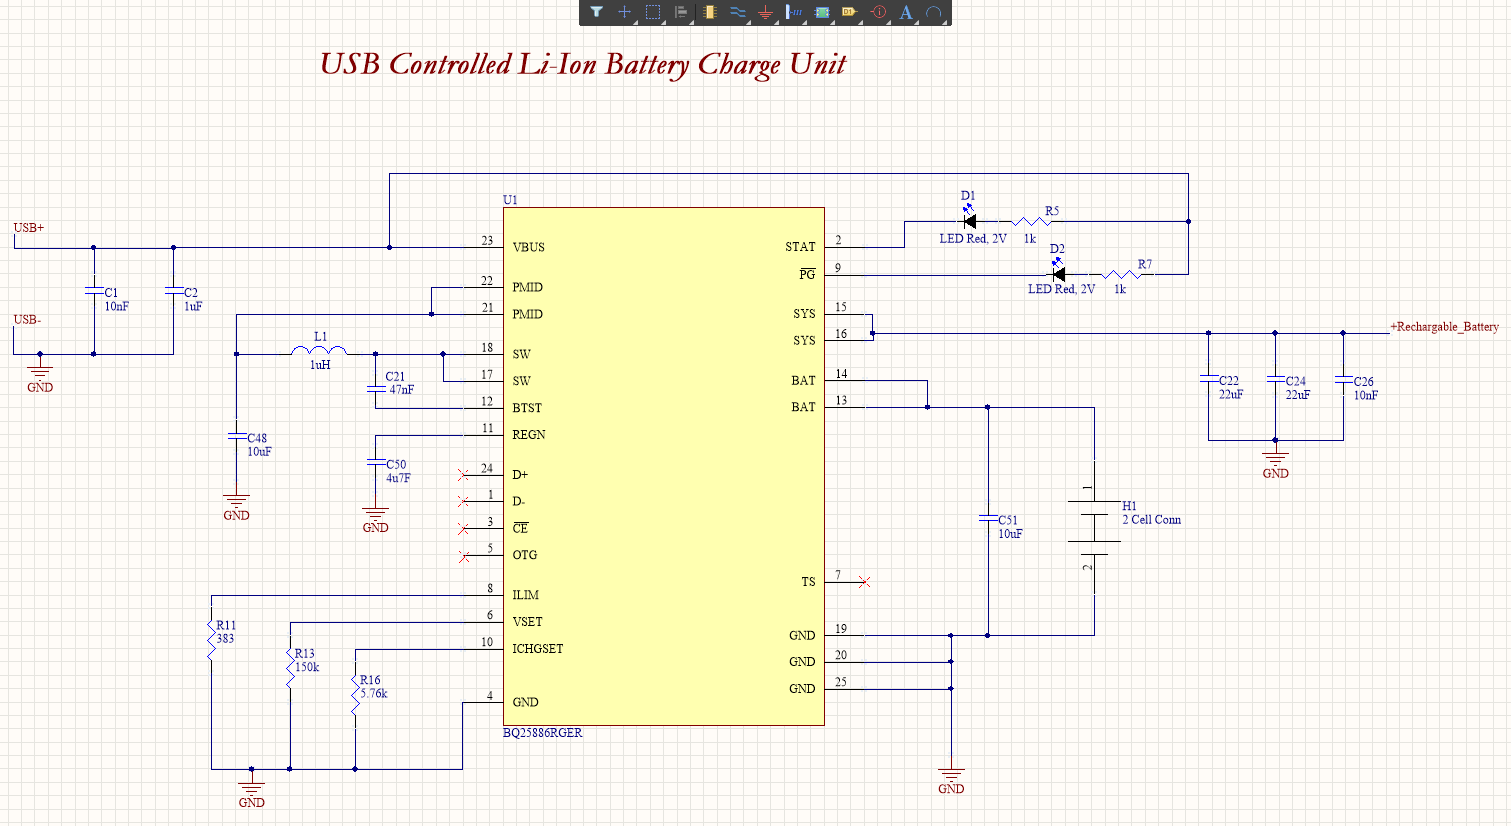 D1
A
USB Controlled Li-Ion Battery Charge Unit
U1
USB+
C1
10nF
C2
1uF
USB-
GND
L1
1uH
C21
47nF
C48
10uF
GND
C50
4u7F
GND
23 VBUS
22 PMID
21 PMID
18 SW
17 SW
12 BTST
11 REGN
24 D+
1 D-
3 CE
5 OTG
8 ILIM
6 VSET
10 ICHGSET
4 GND
R11
383
R13
150k
R16
5.76k
GND
BQ25886RGER
STAT 2
PG 9
SYS 15
SYS 16
BAT 14
BAT 13
TS 7
GND 19
GND 20
GND 25
D1
LED Red, 2V
R5
1k
D2
LED Red, 2V
R7
1k
+Rechargable_Battery
C22
22uF
C24
22uF
C26
10nF
GND
C51
10uF
1
H1
2 Cell Conn
2
GND